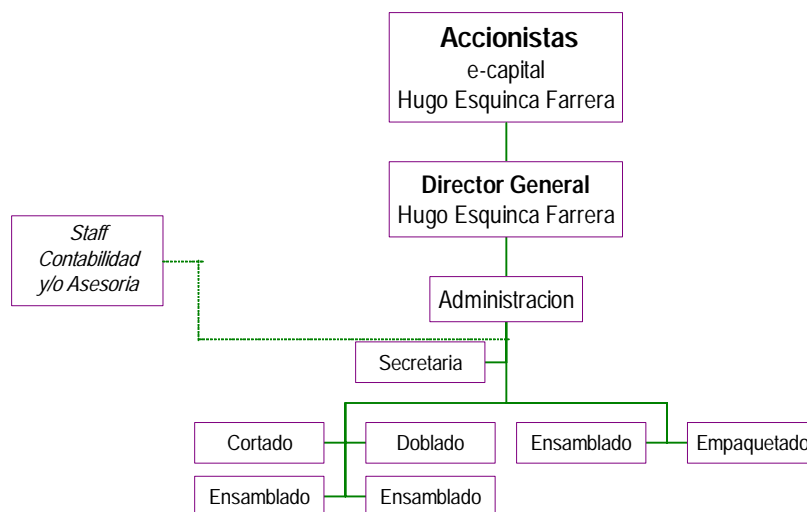 Accionistas
e-capital
Hugo Esquinca Farrera
Director General
Hugo Esquinca Farrera
Staff
Contabilidad
y/o Asesoria
Administracion
Secretaria
Cortado
Doblado
Ensamblado
Empaquetado
Ensamblado
Ensamblado